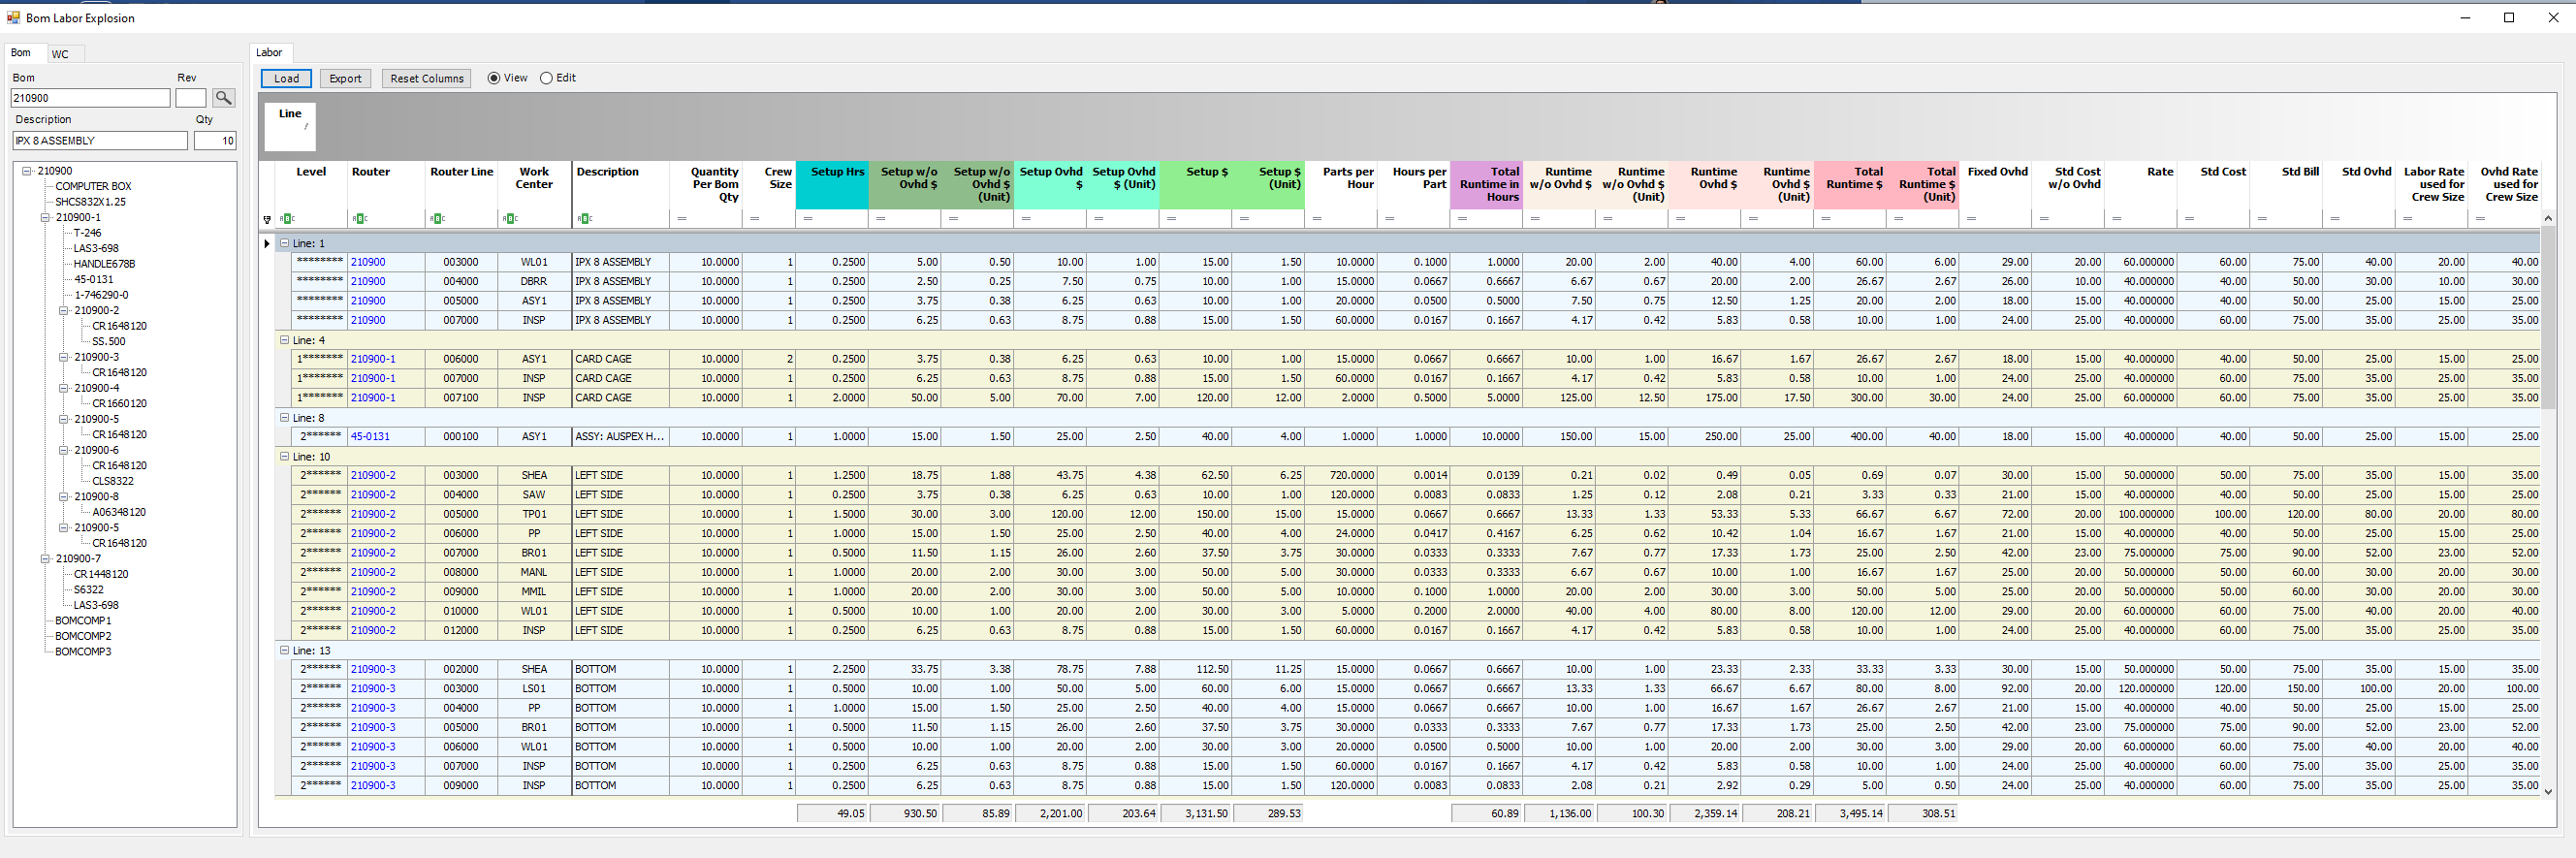 Bom Labor Explosion
Bom WC
Bom Rev
210900
Description Qty
IPX 8 ASSEMBLY 10
210900
COMPUTER BOX
SHCS832X1.25
210900-1
T-246
LAS3-698
HANDLE678B
45-0131
1-746290-0
210900-2
CR1648120
SS.500
210900-3
CR1648120
210900-4
CR1660120
210900-5
CR1648120
210900-6
CR1648120
CLS8322
210900-8
A06348120
210900-5
CR1648120
210900-7
CR1448120
S6322
LAS3-698
BOMCOMP1
BOMCOMP2
BOMCOMP3
Labor
Load Export Reset Columns View Edit
Line
Level Router Router Line Work Center Description Quantity Per Bom Qty Crew Size Setup Hrs Setup w/o Ovhd $ Setup w/o Ovhd $ (Unit) Setup Ovhd $ Setup Ovhd $ (Unit) Setup $ Setup $ (Unit) Parts per Hour Hours per Part Total Runtime in Hours Runtime w/o Ovhd $ Runtime w/o Ovhd $ (Unit) Runtime Ovhd $ Runtime Ovhd $ (Unit) Total Runtime $ Total Runtime $ (Unit) Fixed Ovhd Std Cost w/o Ovhd Rate Std Cost Std Bill Std Ovhd Labor Rate used for Crew Size Ovhd Rate used for Crew Size
Line: 1
******** 210900 003000 WL01 IPX 8 ASSEMBLY 10.0000 1 0.2500 5.00 0.50 10.00 1.00 15.00 1.50 10.0000 0.1000 1.0000 20.00 2.00 40.00 4.00 60.00 6.00 29.00 20.00 60.000000 60.00 75.00 40.00 20.00 40.00
******** 210900 004000 DBRR IPX 8 ASSEMBLY 10.0000 1 0.2500 2.50 0.25 7.50 0.75 10.00 1.00 15.0000 0.0667 0.6667 6.67 0.67 20.00 2.00 26.67 2.67 26.00 10.00 40.000000 40.00 50.00 30.00 10.00 30.00
******** 210900 005000 ASY1 IPX 8 ASSEMBLY 10.0000 1 0.2500 3.75 0.38 6.25 0.63 10.00 1.00 20.0000 0.0500 0.5000 7.50 0.75 12.50 1.25 20.00 2.00 18.00 15.00 40.000000 40.00 50.00 25.00 15.00 25.00
******** 210900 007000 INSP IPX 8 ASSEMBLY 10.0000 1 0.2500 6.25 0.63 8.75 0.88 15.00 1.50 60.0000 0.0167 0.1667 4.17 0.42 5.83 0.58 10.00 1.00 24.00 25.00 40.000000 60.00 75.00 35.00 25.00 35.00
Line: 4
1******* 210900-1 006000 ASY1 CARD CAGE 10.0000 2 0.2500 3.75 0.38 6.25 0.63 10.00 1.00 15.0000 0.0667 0.6667 10.00 1.00 16.67 1.67 26.67 2.67 18.00 15.00 40.000000 40.00 50.00 25.00 15.00 25.00
1******* 210900-1 007000 INSP CARD CAGE 10.0000 1 0.2500 6.25 0.63 8.75 0.88 15.00 1.50 60.0000 0.0167 0.1667 4.17 0.42 5.83 0.58 10.00 1.00 24.00 25.00 40.000000 60.00 75.00 35.00 25.00 35.00
1******* 210900-1 007100 INSP CARD CAGE 10.0000 1 2.0000 50.00 5.00 70.00 7.00 120.00 12.00 2.0000 0.5000 5.0000 125.00 12.50 175.00 17.50 300.00 30.00 24.00 25.00 60.000000 60.00 75.00 35.00 25.00 35.00
Line: 8
2****** 45-0131 000100 ASY1 ASSY: AUSPEX H... 10.0000 1 1.0000 15.00 1.50 25.00 2.50 40.00 4.00 1.0000 1.0000 10.0000 150.00 15.00 250.00 25.00 400.00 40.00 18.00 15.00 40.000000 40.00 50.00 25.00 15.00 25.00
Line: 10
2****** 210900-2 003000 SHEA LEFT SIDE 10.0000 1 1.2500 18.75 1.88 43.75 4.38 62.50 6.25 720.0000 0.0014 0.0139 0.21 0.02 0.49 0.05 0.69 0.07 30.00 15.00 50.000000 50.00 75.00 35.00 15.00 35.00
2****** 210900-2 004000 SAW LEFT SIDE 10.0000 1 0.2500 3.75 0.38 6.25 0.63 10.00 1.00 120.0000 0.0083 0.0833 1.25 0.12 2.08 0.21 3.33 0.33 21.00 15.00 40.000000 40.00 50.00 25.00 15.00 25.00
2****** 210900-2 005000 TP01 LEFT SIDE 10.0000 1 1.5000 30.00 3.00 120.00 12.00 150.00 15.00 15.0000 0.0667 0.6667 13.33 1.33 53.33 5.33 66.67 6.67 72.00 20.00 100.000000 100.00 120.00 80.00 20.00 80.00
2****** 210900-2 006000 PP LEFT SIDE 10.0000 1 1.0000 15.00 1.50 25.00 2.50 40.00 4.00 24.0000 0.0417 0.4167 6.25 0.62 10.42 1.04 16.67 1.67 21.00 15.00 40.000000 40.00 50.00 25.00 15.00 25.00
2****** 210900-2 007000 BR01 LEFT SIDE 10.0000 1 0.5000 11.50 1.15 26.00 2.60 37.50 3.75 30.0000 0.0333 0.3333 7.67 0.77 17.33 1.73 25.00 2.50 42.00 23.00 75.000000 75.00 90.00 52.00 23.00 52.00
2****** 210900-2 008000 MANL LEFT SIDE 10.0000 1 1.0000 20.00 2.00 30.00 3.00 50.00 5.00 30.0000 0.0333 0.3333 6.67 0.67 10.00 1.00 16.67 1.67 25.00 20.00 50.000000 50.00 60.00 30.00 20.00 30.00
2****** 210900-2 009000 MMIL LEFT SIDE 10.0000 1 1.0000 20.00 2.00 30.00 3.00 50.00 5.00 10.0000 0.1000 1.0000 20.00 2.00 30.00 3.00 50.00 5.00 25.00 20.00 50.000000 50.00 60.00 30.00 20.00 30.00
2****** 210900-2 010000 WL01 LEFT SIDE 10.0000 1 0.5000 10.00 1.00 20.00 2.00 30.00 3.00 5.0000 0.2000 2.0000 40.00 4.00 80.00 8.00 120.00 12.00 29.00 20.00 60.000000 60.00 75.00 40.00 20.00 40.00
2****** 210900-2 012000 INSP LEFT SIDE 10.0000 1 0.2500 6.25 0.63 8.75 0.88 15.00 1.50 60.0000 0.0167 0.1667 4.17 0.42 5.83 0.58 10.00 1.00 24.00 25.00 40.000000 60.00 75.00 35.00 25.00 35.00
Line: 13
2****** 210900-3 002000 SHEA BOTTOM 10.0000 1 2.2500 33.75 3.38 78.75 7.88 112.50 11.25 15.0000 0.0667 0.6667 10.00 1.00 23.33 2.33 33.33 3.33 30.00 15.00 50.000000 50.00 75.00 35.00 15.00 35.00
2****** 210900-3 003000 LS01 BOTTOM 10.0000 1 0.5000 10.00 1.00 50.00 5.00 60.00 6.00 15.0000 0.0667 0.6667 13.33 1.33 66.67 6.67 80.00 8.00 92.00 20.00 120.000000 120.00 150.00 100.00 20.00 100.00
2****** 210900-3 004000 PP BOTTOM 10.0000 1 1.0000 15.00 1.50 25.00 2.50 40.00 4.00 15.0000 0.0667 0.6667 10.00 1.00 16.67 1.67 26.67 2.67 21.00 15.00 40.000000 40.00 50.00 25.00 15.00 25.00
2****** 210900-3 005000 BR01 BOTTOM 10.0000 1 0.5000 11.50 1.15 26.00 2.60 37.50 3.75 30.0000 0.0333 0.3333 7.67 0.77 17.33 1.73 25.00 2.50 42.00 23.00 75.000000 75.00 90.00 52.00 23.00 52.00
2****** 210900-3 006000 WL01 BOTTOM 10.0000 1 0.5000 10.00 1.00 20.00 2.00 30.00 3.00 20.0000 0.0500 0.5000 10.00 1.00 20.00 2.00 30.00 3.00 29.00 20.00 60.000000 60.00 75.00 40.00 20.00 40.00
2****** 210900-3 007000 INSP BOTTOM 10.0000 1 0.2500 6.25 0.63 8.75 0.88 15.00 1.50 60.0000 0.0167 0.1667 4.17 0.42 5.83 0.58 10.00 1.00 24.00 25.00 40.000000 60.00 75.00 35.00 25.00 35.00
2****** 210900-3 009000 INSP BOTTOM 10.0000 1 0.2500 6.25 0.63 8.75 0.88 15.00 1.50 120.0000 0.0083 0.0833 2.08 0.21 2.92 0.29 5.00 0.50 24.00 25.00 40.000000 60.00 75.00 35.00 25.00 35.00
49.05 930.50 85.89 2,201.00 203.64 3,131.50 289.53 60.89 1,136.00 100.30 2,359.14 208.21 3,495.14 308.51